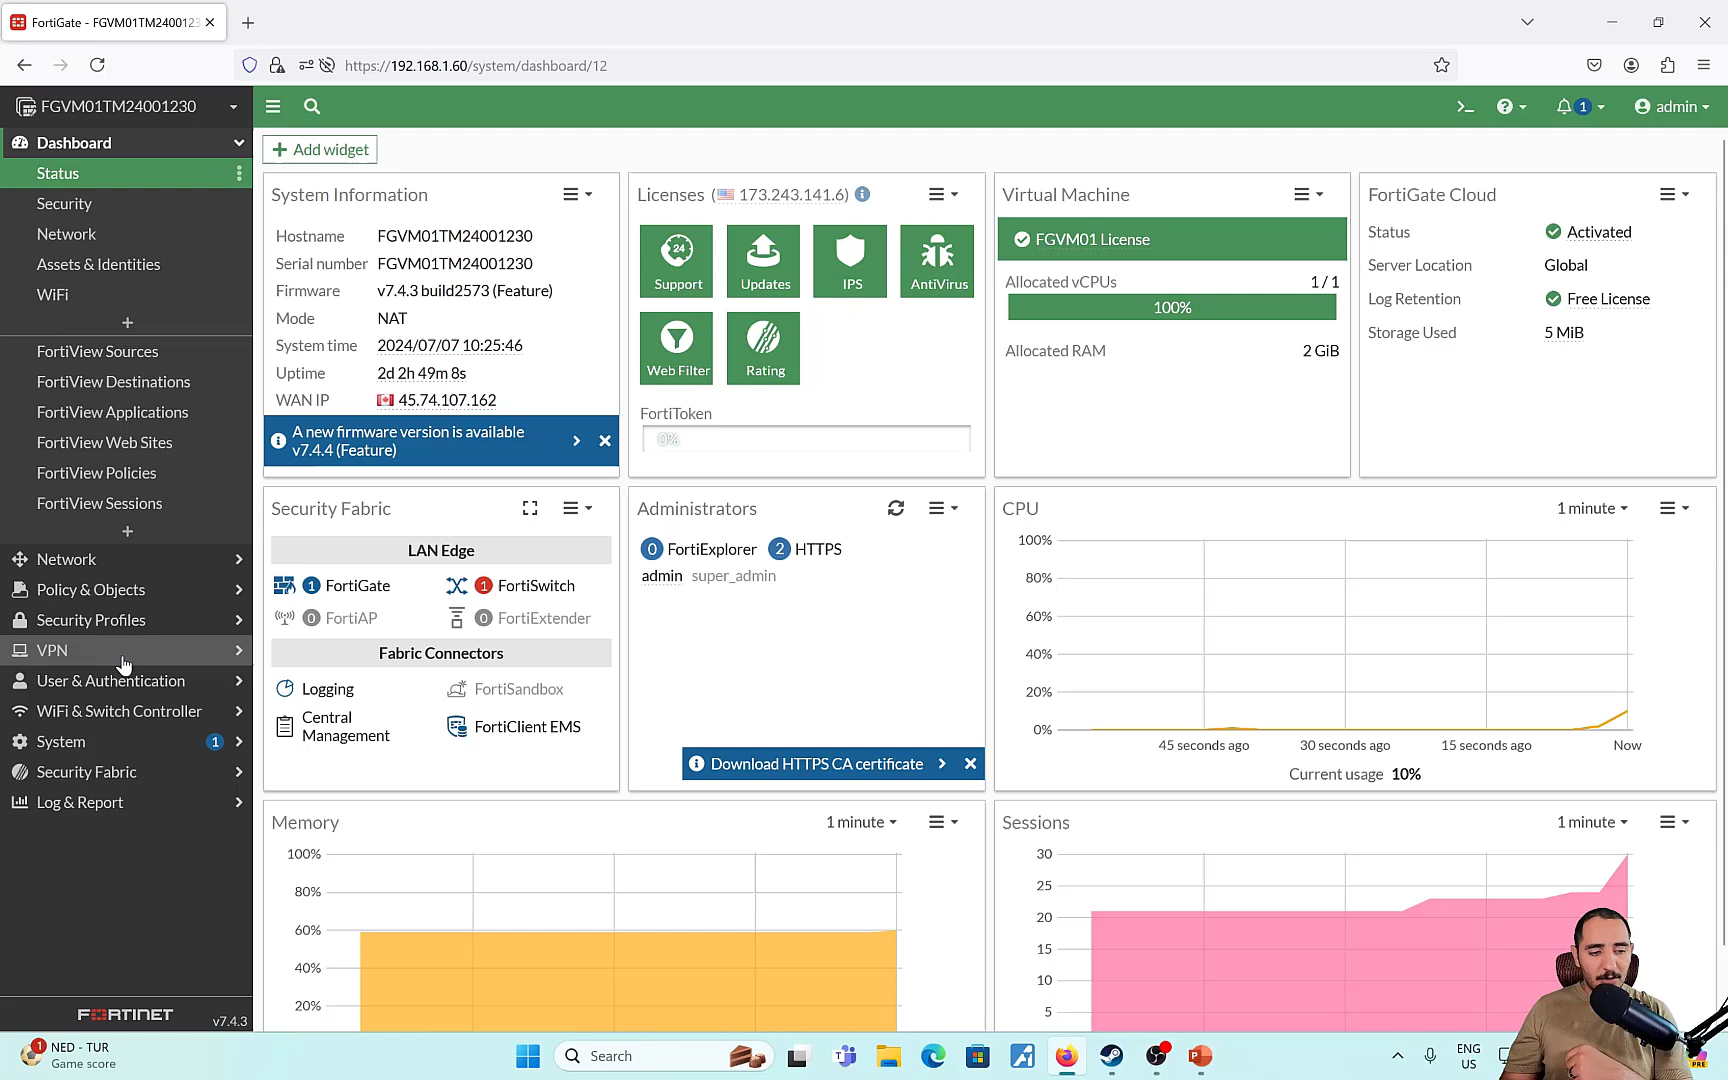 FortiGate - FGVM01TM2400123
https://192.168.1.60/system/dashboard/12
FGVM01TM24001230
1
admin
Dashboard
Status
Security
Network
Assets & Identities
WiFi
FortiView Sources
FortiView Destinations
FortiView Applications
FortiView Web Sites
FortiView Policies
FortiView Sessions
Network
Policy & Objects
Security Profiles
VPN
User & Authentication
WiFi & Switch Controller
System 1
Security Fabric
Log & Report
FORTINET
v7.4.3
Add widget
System Information
Hostname FGVM01TM24001230
Serial number FGVM01TM24001230
Firmware v7.4.3 build2573 (Feature)
Mode NAT
System time 2024/07/07 10:25:46
Uptime 2d 2h 49m 8s
WAN IP 45.74.107.162
A new firmware version is available
v7.4.4 (Feature)
Licenses (173.243.141.6)
24
Support Updates IPS AntiVirus
Web Filter Rating
FortiToken
0%
Virtual Machine
FGVM01 License
Allocated vCPUs 1 / 1
100%
Allocated RAM 2 GiB
FortiGate Cloud
Status Activated
Server Location Global
Log Retention Free License
Storage Used 5 MiB
Security Fabric
LAN Edge
1 FortiGate 1 FortiSwitch
0 FortiAP 0 FortiExtender
Fabric Connectors
Logging FortiSandbox
Central
Management
FortiClient EMS
Administrators
0 FortiExplorer 2 HTTPS
admin super_admin
Download HTTPS CA certificate
CPU 1 minute
100%
80%
60%
40%
20%
0%
45 seconds ago 30 seconds ago 15 seconds ago Now
Current usage 10%
Memory 1 minute
100%
80%
60%
40%
20%
Sessions 1 minute
30
25
20
15
10
5
1
NED - TUR
Game score
Search
ENG
US
PRE